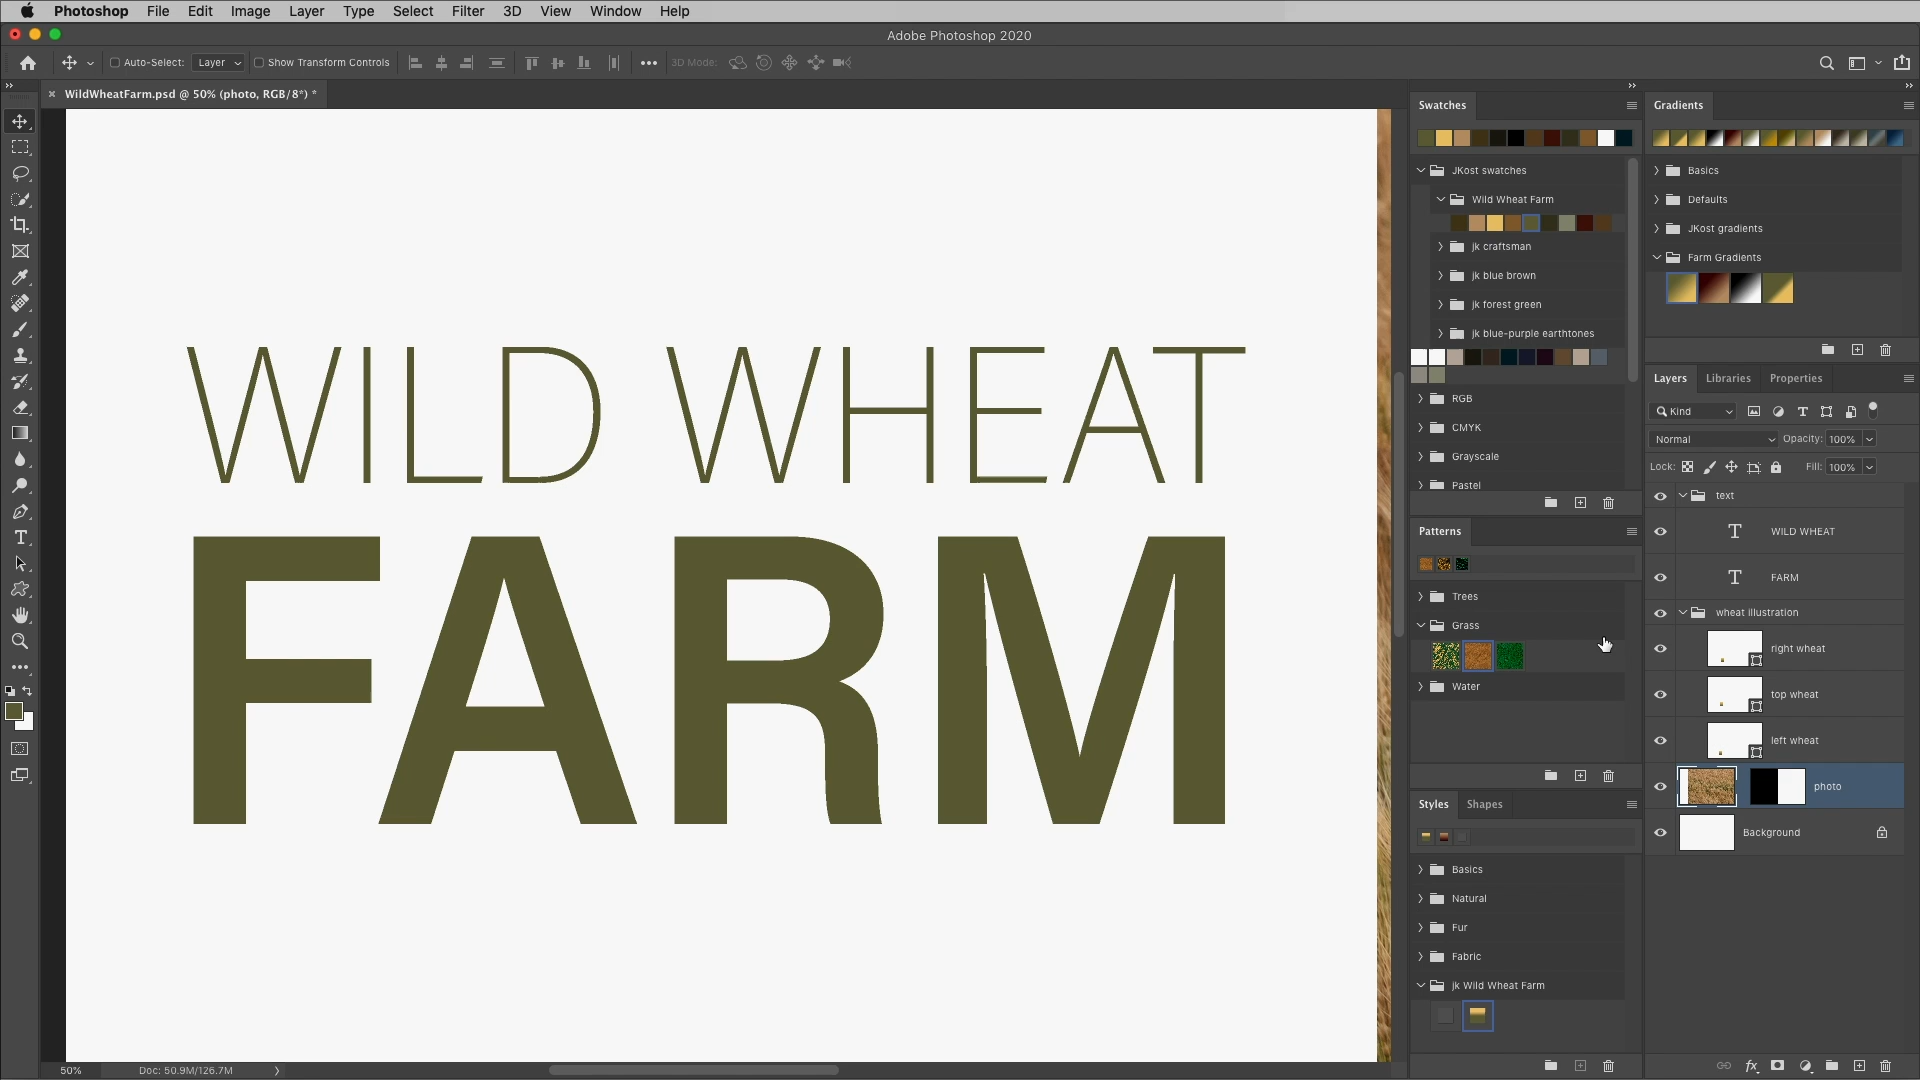 Photoshop File Edit Image Layer Type Select Filter 3D View Window Help
Adobe Photoshop 2020
Auto-Select: Layer Show Transform Controls 3D Mode:
WildWheatFarm.psd @ 50% (photo, RGB/8*) *
WILD WHEAT
FARM
50% Doc: 50.9M/126.7M
Swatches
JKost swatches
Wild Wheat Farm
jk craftsman
jk blue brown
jk forest green
jk blue-purple earthtones
RGB
CMYK
Grayscale
Pastel
Patterns
Trees
Grass
Water
Styles Shapes
Basics
Natural
Fur
Fabric
jk Wild Wheat Farm
Gradients
Basics
Defaults
JKost gradients
Farm Gradients
Layers Libraries Properties
Kind
Normal Opacity: 100%
Lock: Fill: 100%
text
WILD WHEAT
FARM
wheat illustration
right wheat
top wheat
left wheat
photo
Background
fx